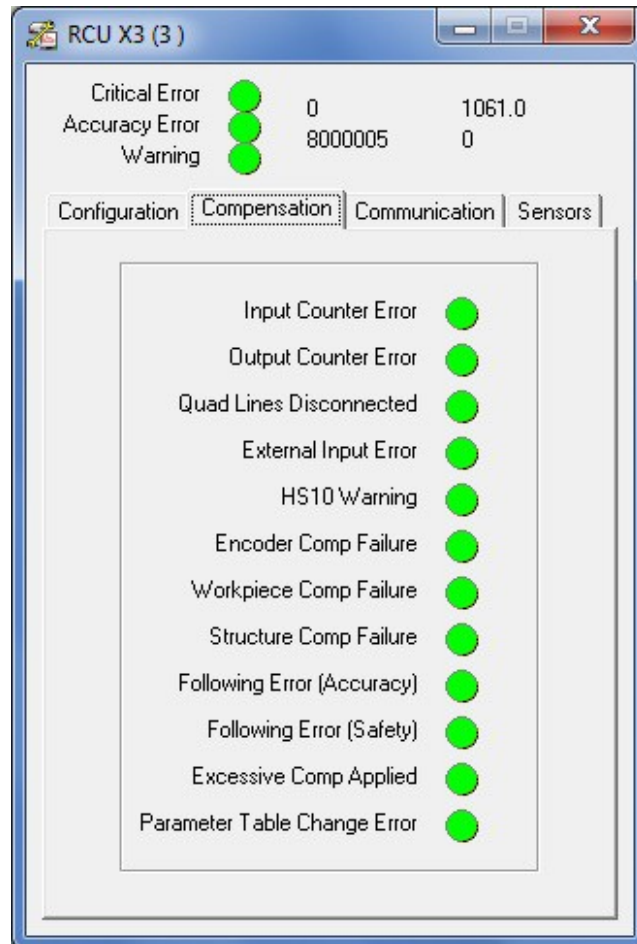 RCU X3 (3 )
Critical Error
Accuracy Error
Warning
0 1061.0
8000005 0
Configuration Compensation Communication Sensors
Input Counter Error
Output Counter Error
Quad Lines Disconnected
External Input Error
HS10 Warning
Encoder Comp Failure
Workpiece Comp Failure
Structure Comp Failure
Following Error (Accuracy)
Following Error (Safety)
Excessive Comp Applied
Parameter Table Change Error